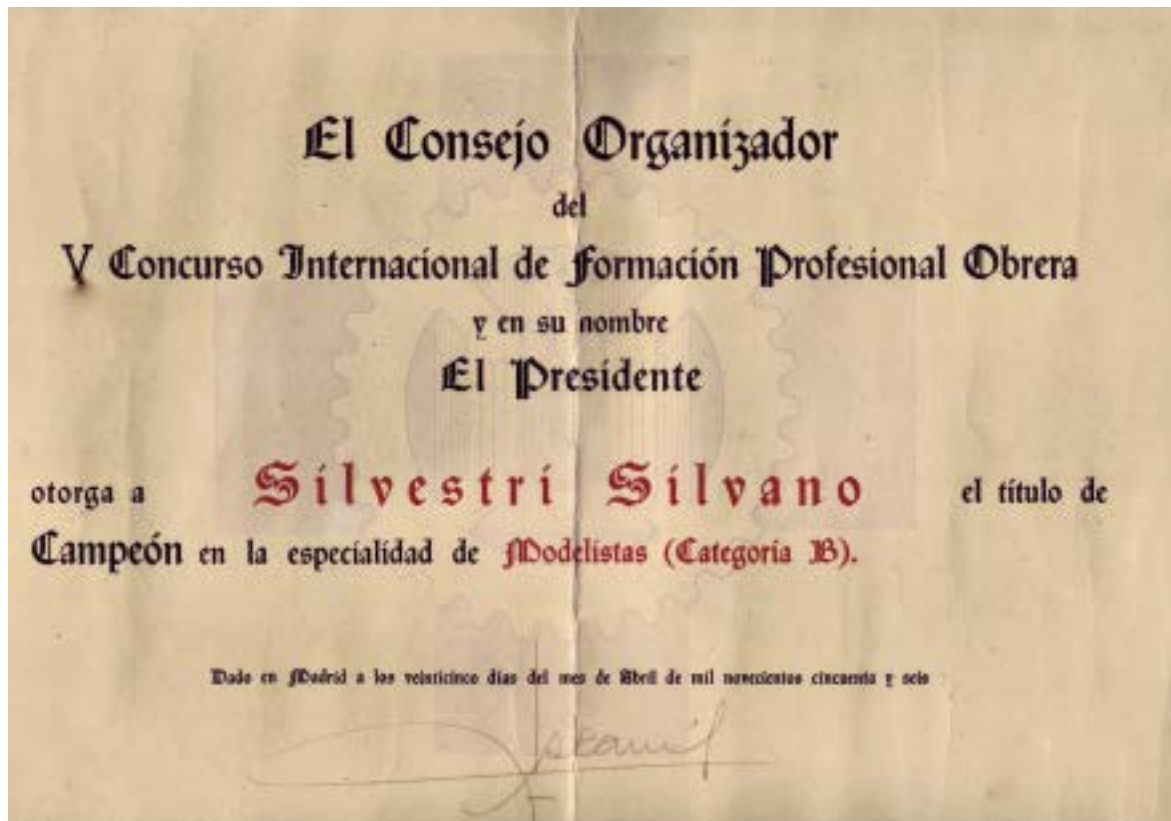 El Consejo Organizador
del
V Concurso Internacional de Formación Profesional Obrera
y en su nombre
El Presidente
otorga a Silvestri Silvano el título de
Campeón en la especialidad de Modelistas (Categoría B).
Dado en Madrid a los veinticinco días del mes de Abril de mil novecientos cincuenta y seis